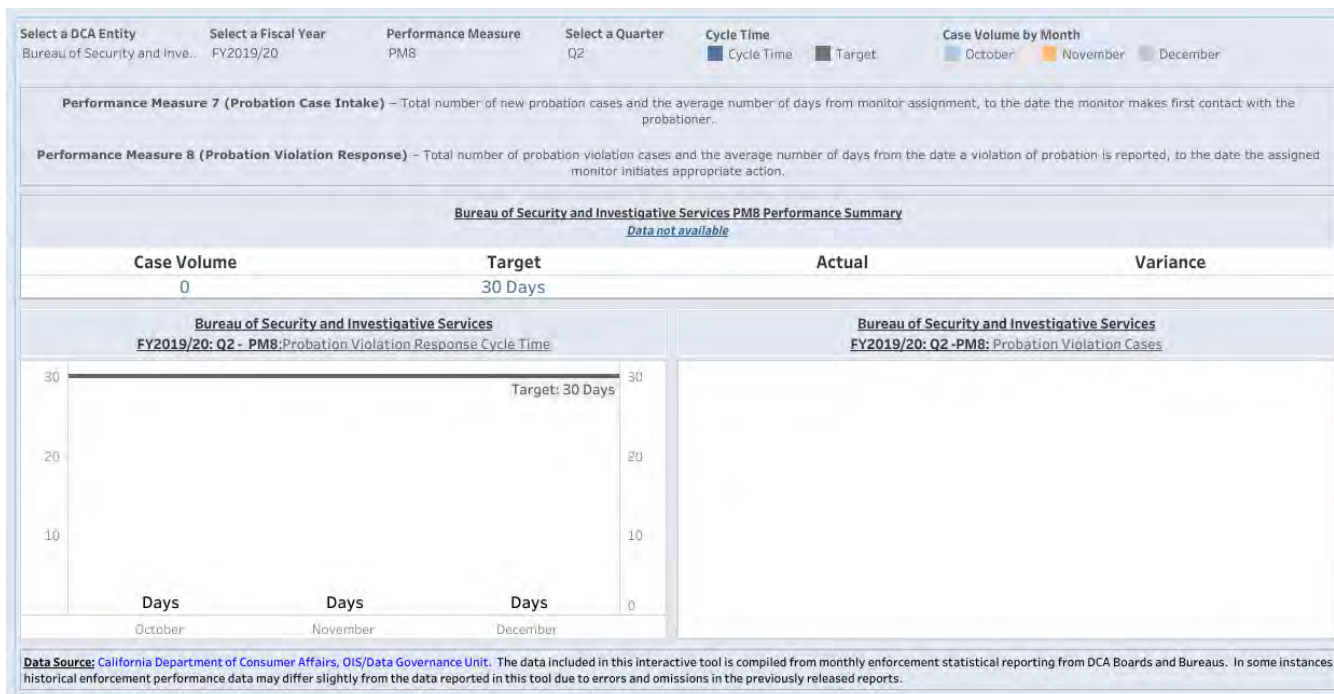 Select a DCA Entity Select a Fiscal Year Performance Measure Select a Quarter Cycle Time Case Volume by Month
Bureau of Security and Inve.. FY2019/20 PM8 Q2 Cycle Time Target October November December
Performance Measure 7 (Probation Case Intake) – Total number of new probation cases and the average number of days from monitor assignment, to the date the monitor makes first contact with the
probationer..
Performance Measure 8 (Probation Violation Response) – Total number of probation violation cases and the average number of days from the date a violation of probation is reported, to the date the assigned
monitor initiates appropriate action.
Bureau of Security and Investigative Services PM8 Performance Summary
Data not available
Case Volume Target Actual Variance
0 30 Days
Bureau of Security and Investigative Services
FY2019/20: Q2 - PM8:Probation Violation Response Cycle Time
30 30
Target: 30 Days
20 20
10 10
Days Days Days
0
October November December
Bureau of Security and Investigative Services
FY2019/20: Q2 -PM8: Probation Violation Cases
Data Source: California Department of Consumer Affairs, OIS/Data Governance Unit. The data included in this interactive tool is compiled from monthly enforcement statistical reporting from DCA Boards and Bureaus. In some instances
historical enforcement performance data may differ slightly from the data reported in this tool due to errors and omissions in the previously released reports.